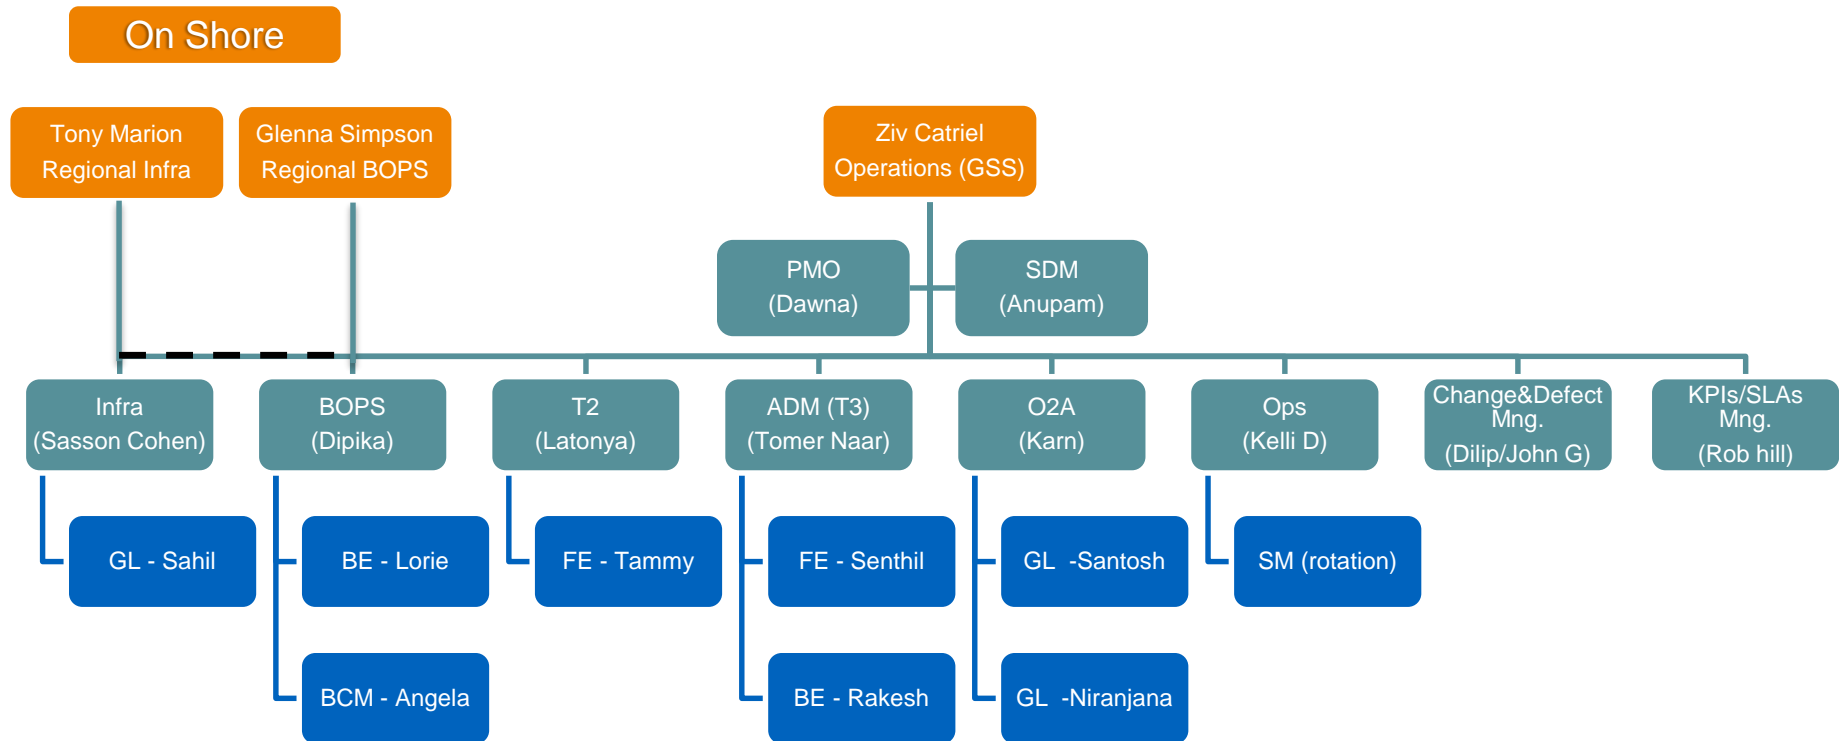 On Shore
Tony Marion
Regional Infra
Glenna Simpson
Regional BOPS
Ziv Catriel
Operations (GSS)
PMO
(Dawna)
SDM
(Anupam)
Infra
(Sasson Cohen)
BOPS
(Dipika)
T2
(Latonya)
ADM (T3)
(Tomer Naar)
O2A
(Karn)
Ops
(Kelli D)
Change&Defect
Mng.
(Dilip/John G)
KPIs/SLAs
Mng.
(Rob hill)
GL - Sahil
BE - Lorie
FE - Tammy
FE - Senthil
GL -Santosh
SM (rotation)
BCM - Angela
BE - Rakesh
GL -Niranjana